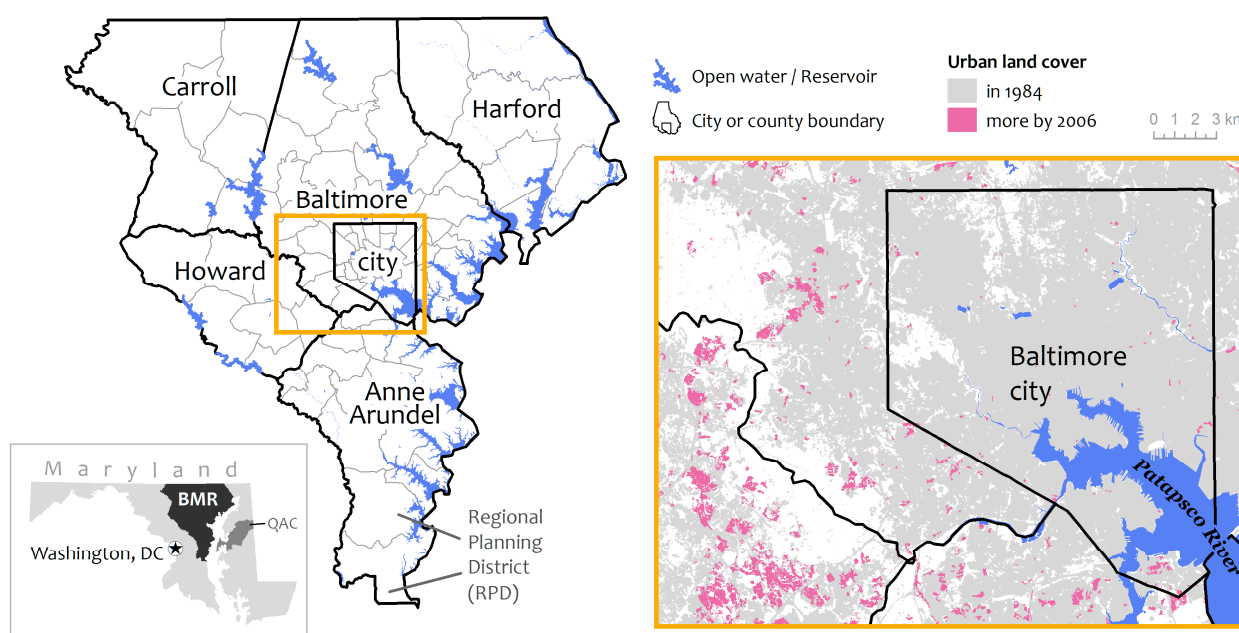 Carroll
Harford
Baltimore
city
Howard
Anne
Arundel
Regional
Planning
District
(RPD)
Maryland
BMR
QAC
Washington, DC
Open water / Reservoir
City or county boundary
Urban land cover
in 1984
more by 2006
0 1 2 3 km
Baltimore
city
Patapsco River